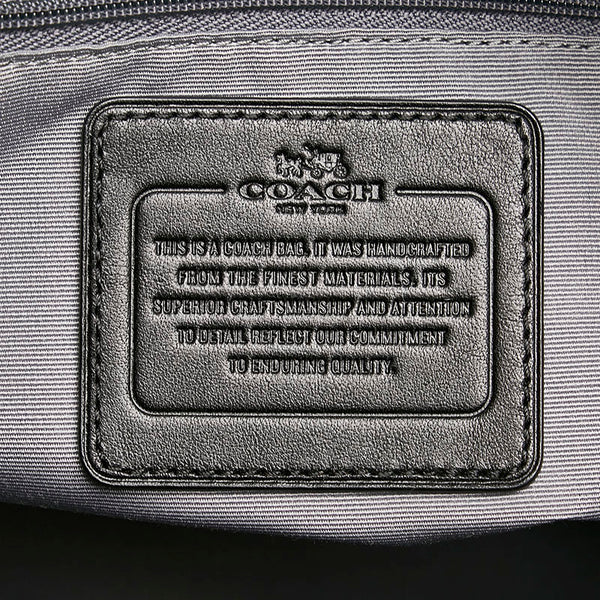 COACH
NEW YORK
THIS IS A COACH BAG. IT WAS HANDCRAFTED
FROM THE FINEST MATERIALS. ITS
SUPERIOR CRAFTSMANSHIP AND ATTENTION
TO DETAIL REFLECT OUR COMMITMENT
TO ENDURING QUALITY.